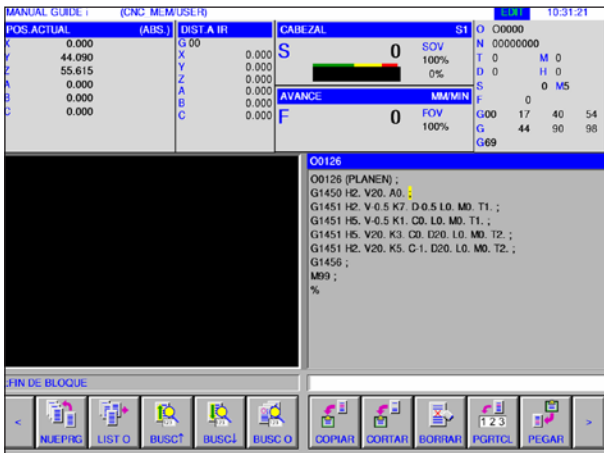 MANUAL GUIDE i (CNC MEM/USER) EDIT 10:31:21
POS.ACTUAL (ABS.)
X 0.000
Y 44.090
Z 55.615
A 0.000
B 0.000
C 0.000
DIST.A IR
G 00
X 0.000
Y 0.000
Z 0.000
A 0.000
B 0.000
C 0.000
CABEZAL S1
S 0 SOV
100%
0%
AVANCE MM/MIN
F 0 FOV
100%
O O0000
N 00000000
T 0 M 0
D 0 H 0
S 0 M5
F 0
G00 17 40 54
G 44 90 98
G69
O0126
O0126 (PLANEN) ;
G1450 H2. V20. A0. ;
G1451 H2. V-0.5 K7. D-0.5 L0. M0. T1. ;
G1451 H5. V-0.5 K1. C0. L0. M0. T1. ;
G1451 H5. V20. K3. C0. D20. L0. M0. T2. ;
G1451 H2. V20. K5. C-1. D20. L0. M0. T2. ;
G1456 ;
M99 ;
%
;FIN DE BLOQUE
< NUEPRG LIST O BUSC↑ BUSC↓ BUSC O COPIAR CORTAR BORRAR PGRTCL PEGAR >